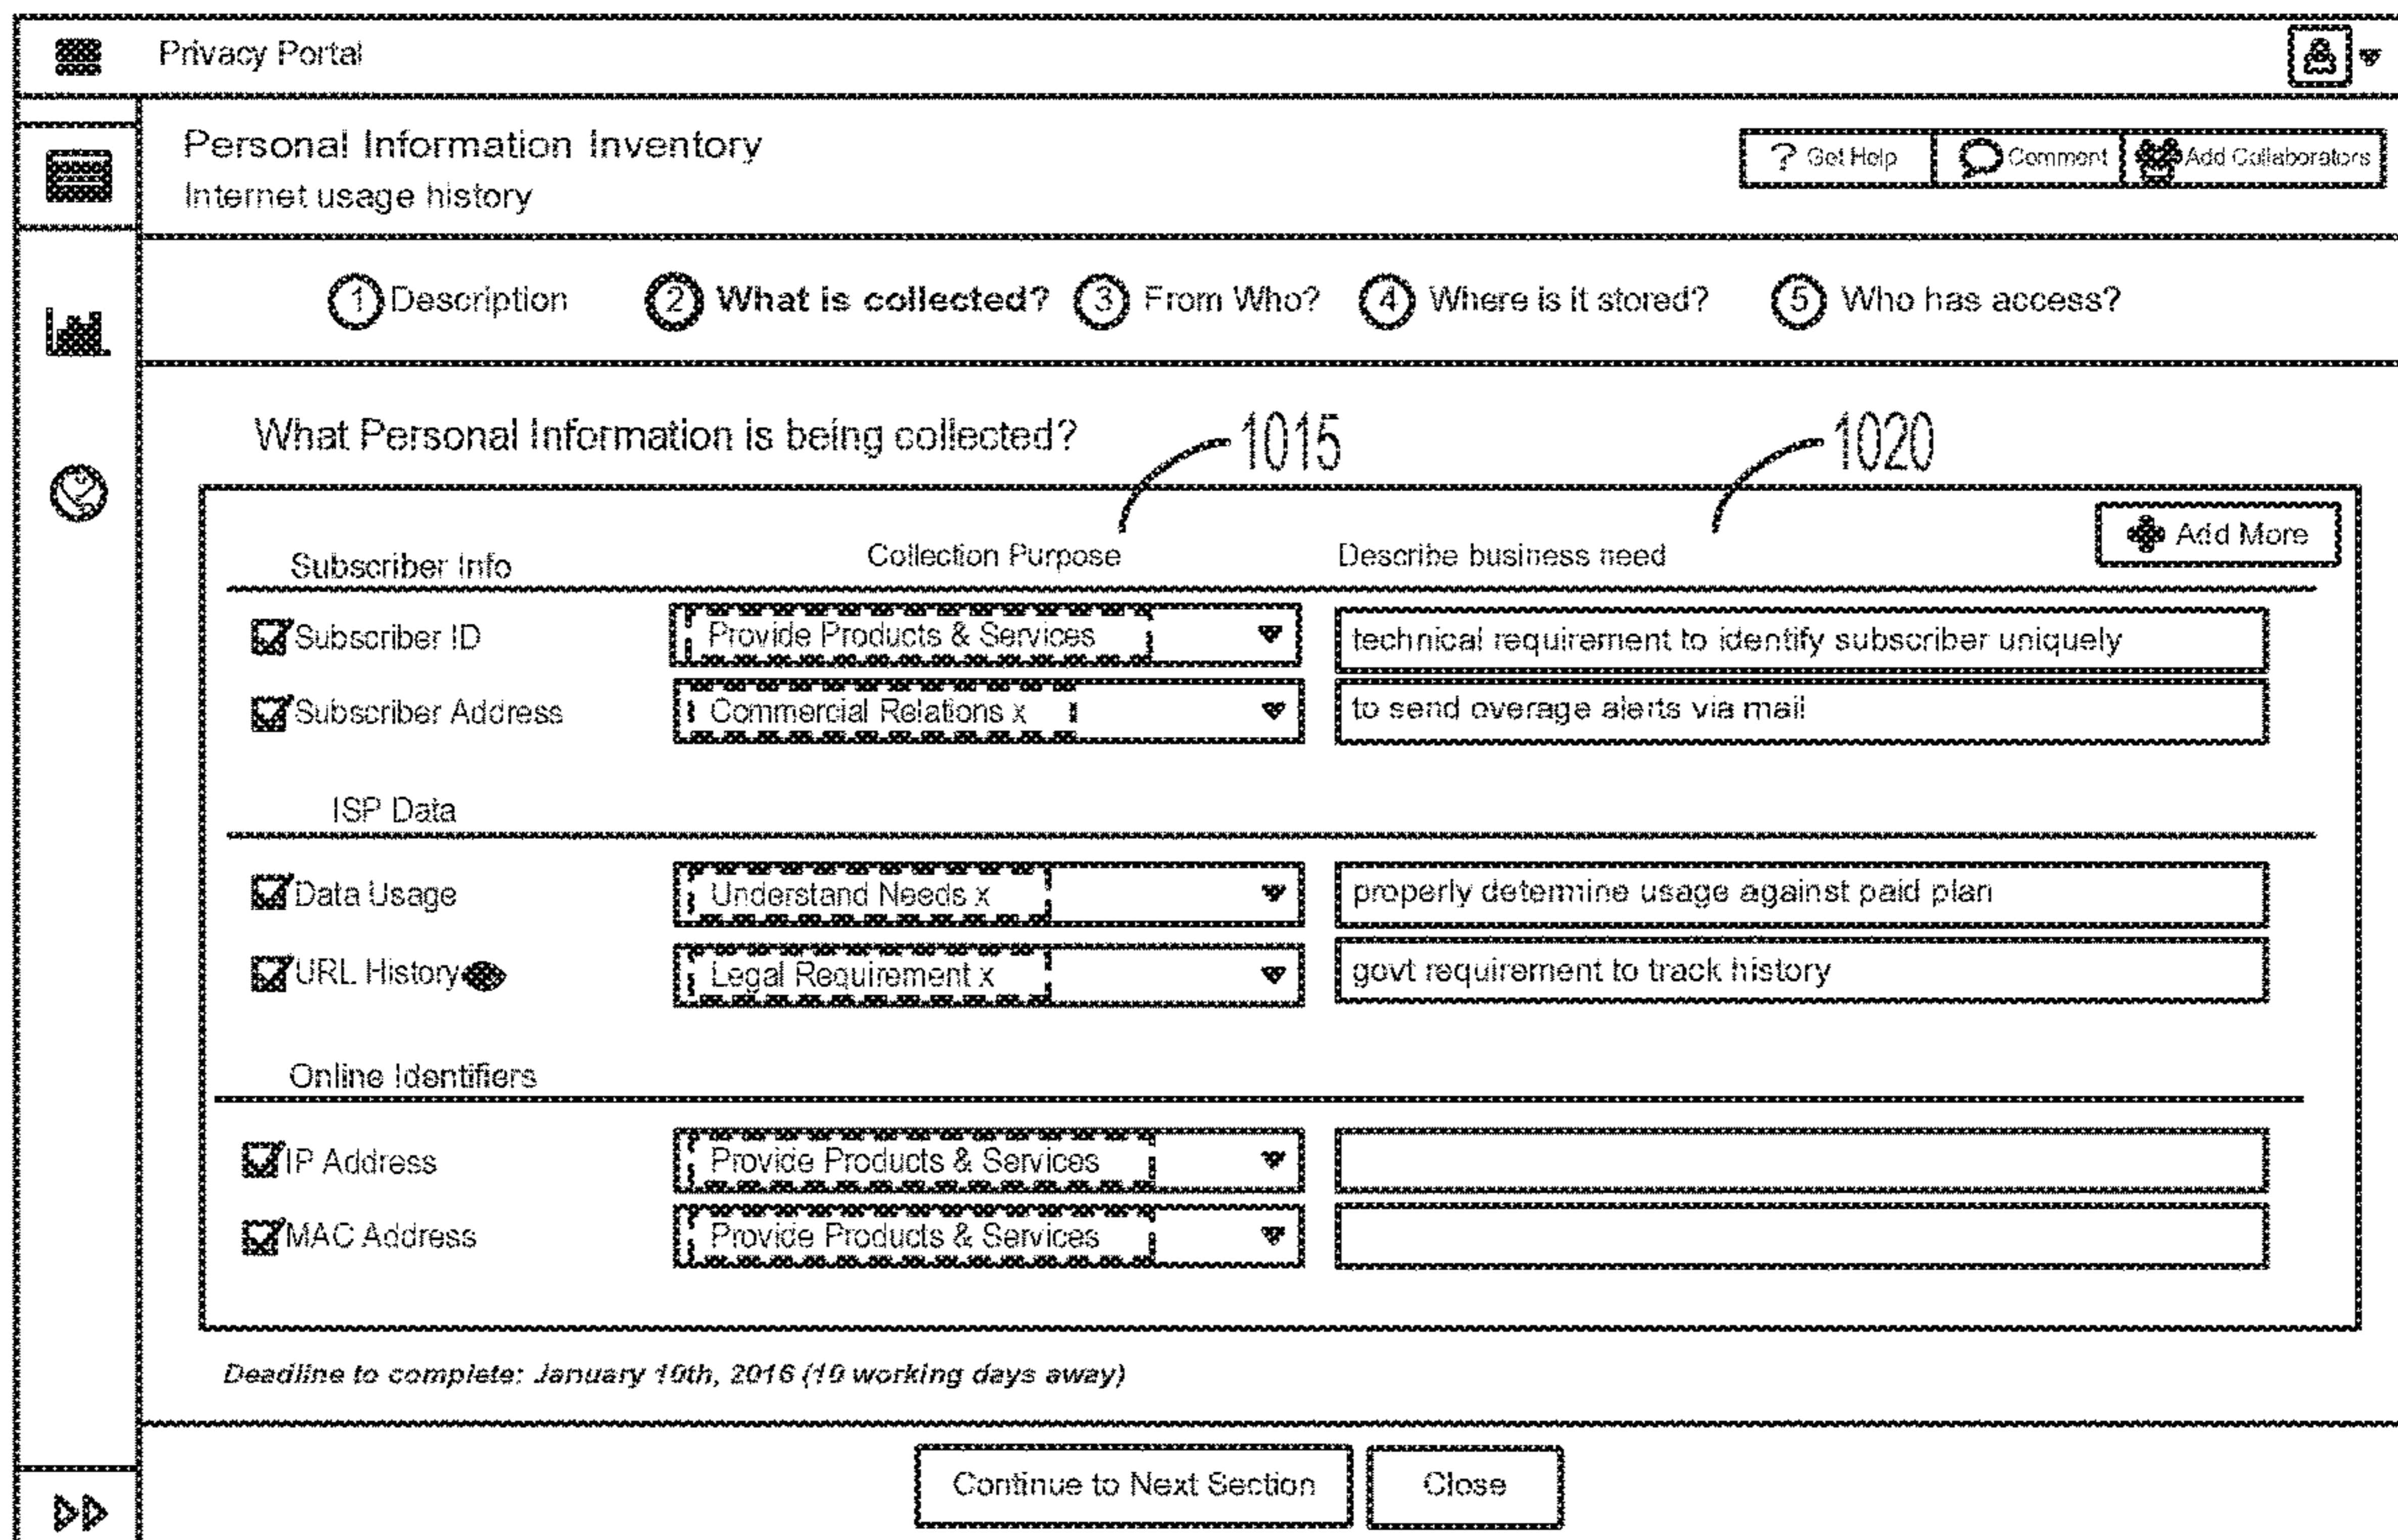 Privacy Portal
Personal Information Inventory
Internet usage history
? Get Help Comment Add Collaborators
1 Description 2 What is collected? 3 From Who? 4 Where is it stored? 5 Who has access?
What Personal Information is being collected? 1015 1020
Add More
Subscriber Info Collection Purpose Describe business need
Subscriber ID Provide Products & Services technical requirement to identify subscriber uniquely
Subscriber Address Commercial Relations x to send overage alerts via mail
ISP Data
Data Usage Understand Needs x properly determine usage against paid plan
URL History Legal Requirement x govt requirement to track history
Online Identifiers
IP Address Provide Products & Services
MAC Address Provide Products & Services
Deadline to complete: January 10th, 2016 (10 working days away)
Continue to Next Section Close